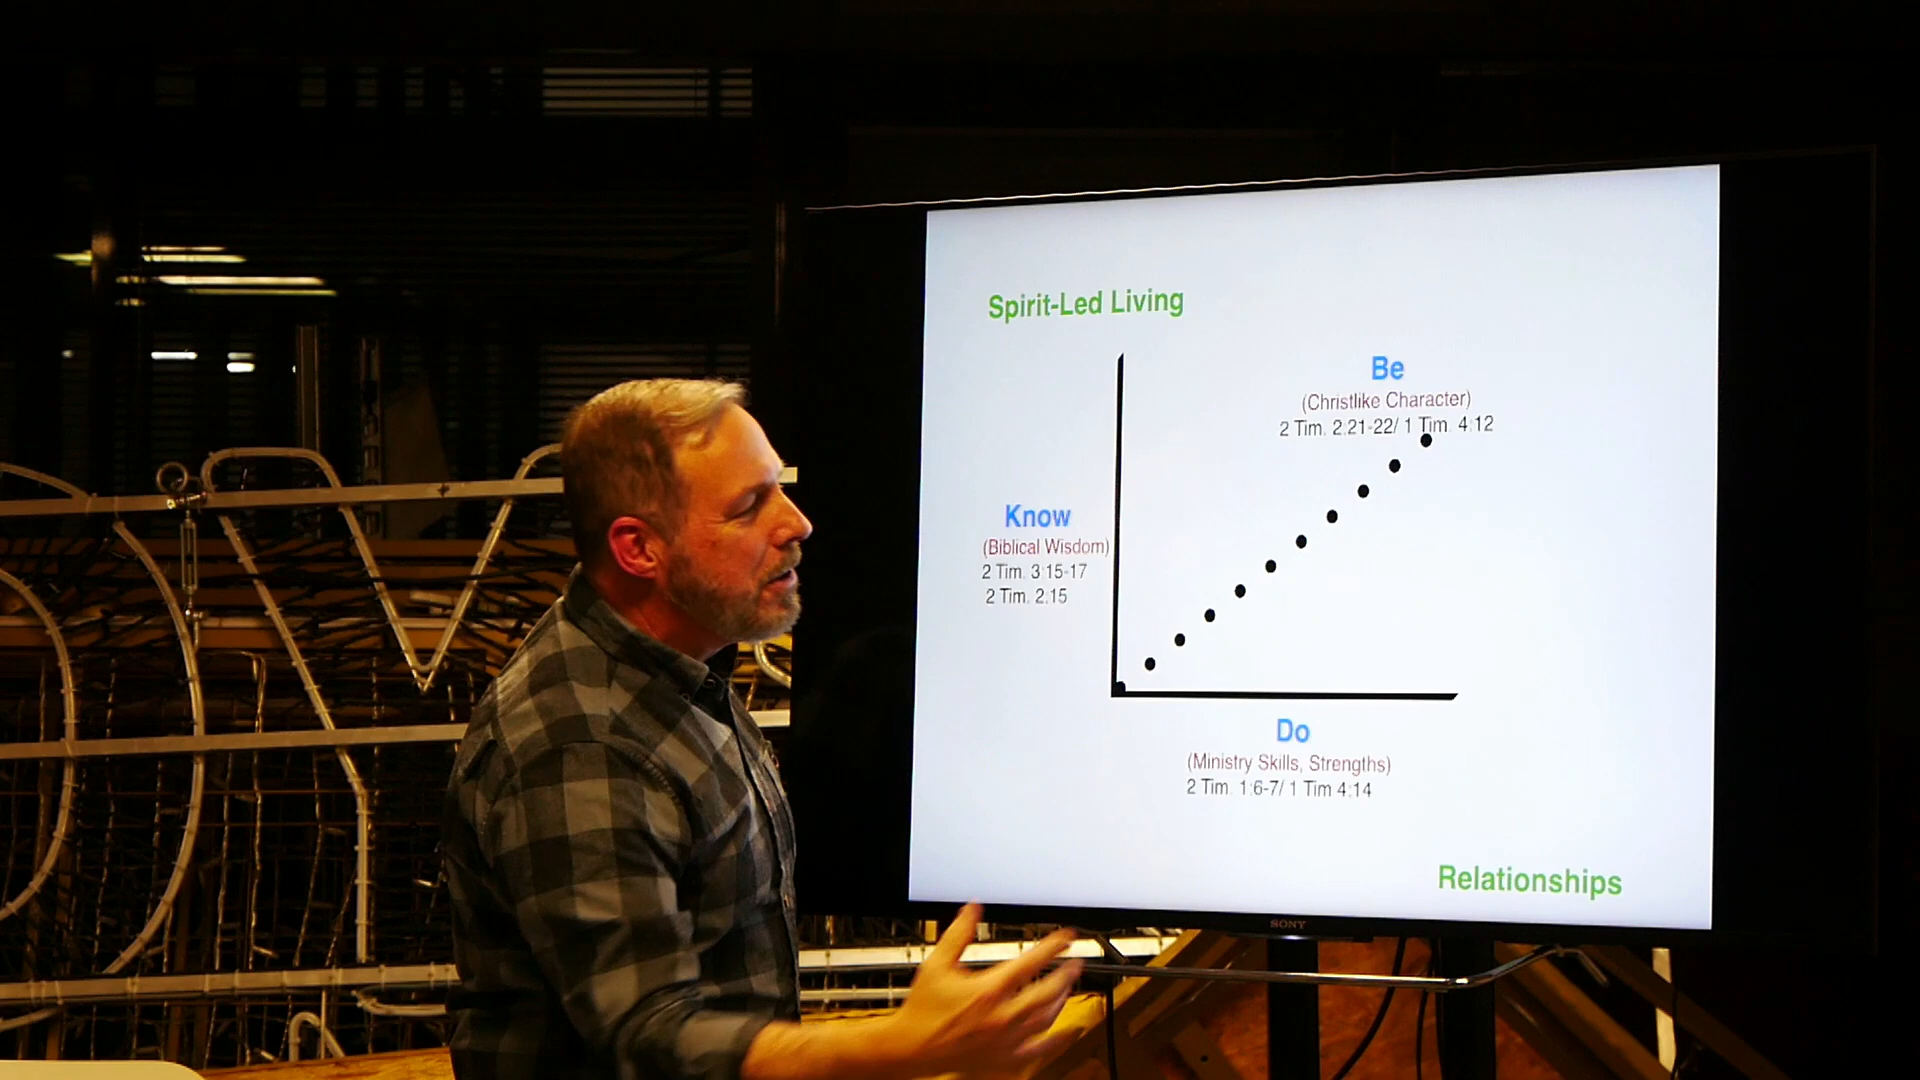 Spirit-Led Living
Be
(Christlike Character)
2 Tim. 2:21-22/ 1 Tim. 4:12
Know
(Biblical Wisdom)
2 Tim. 3:15-17
2 Tim. 2.15
Do
(Ministry Skills, Strengths)
2 Tim. 1:6-7/ 1 Tim 4:14
Relationships
SONY